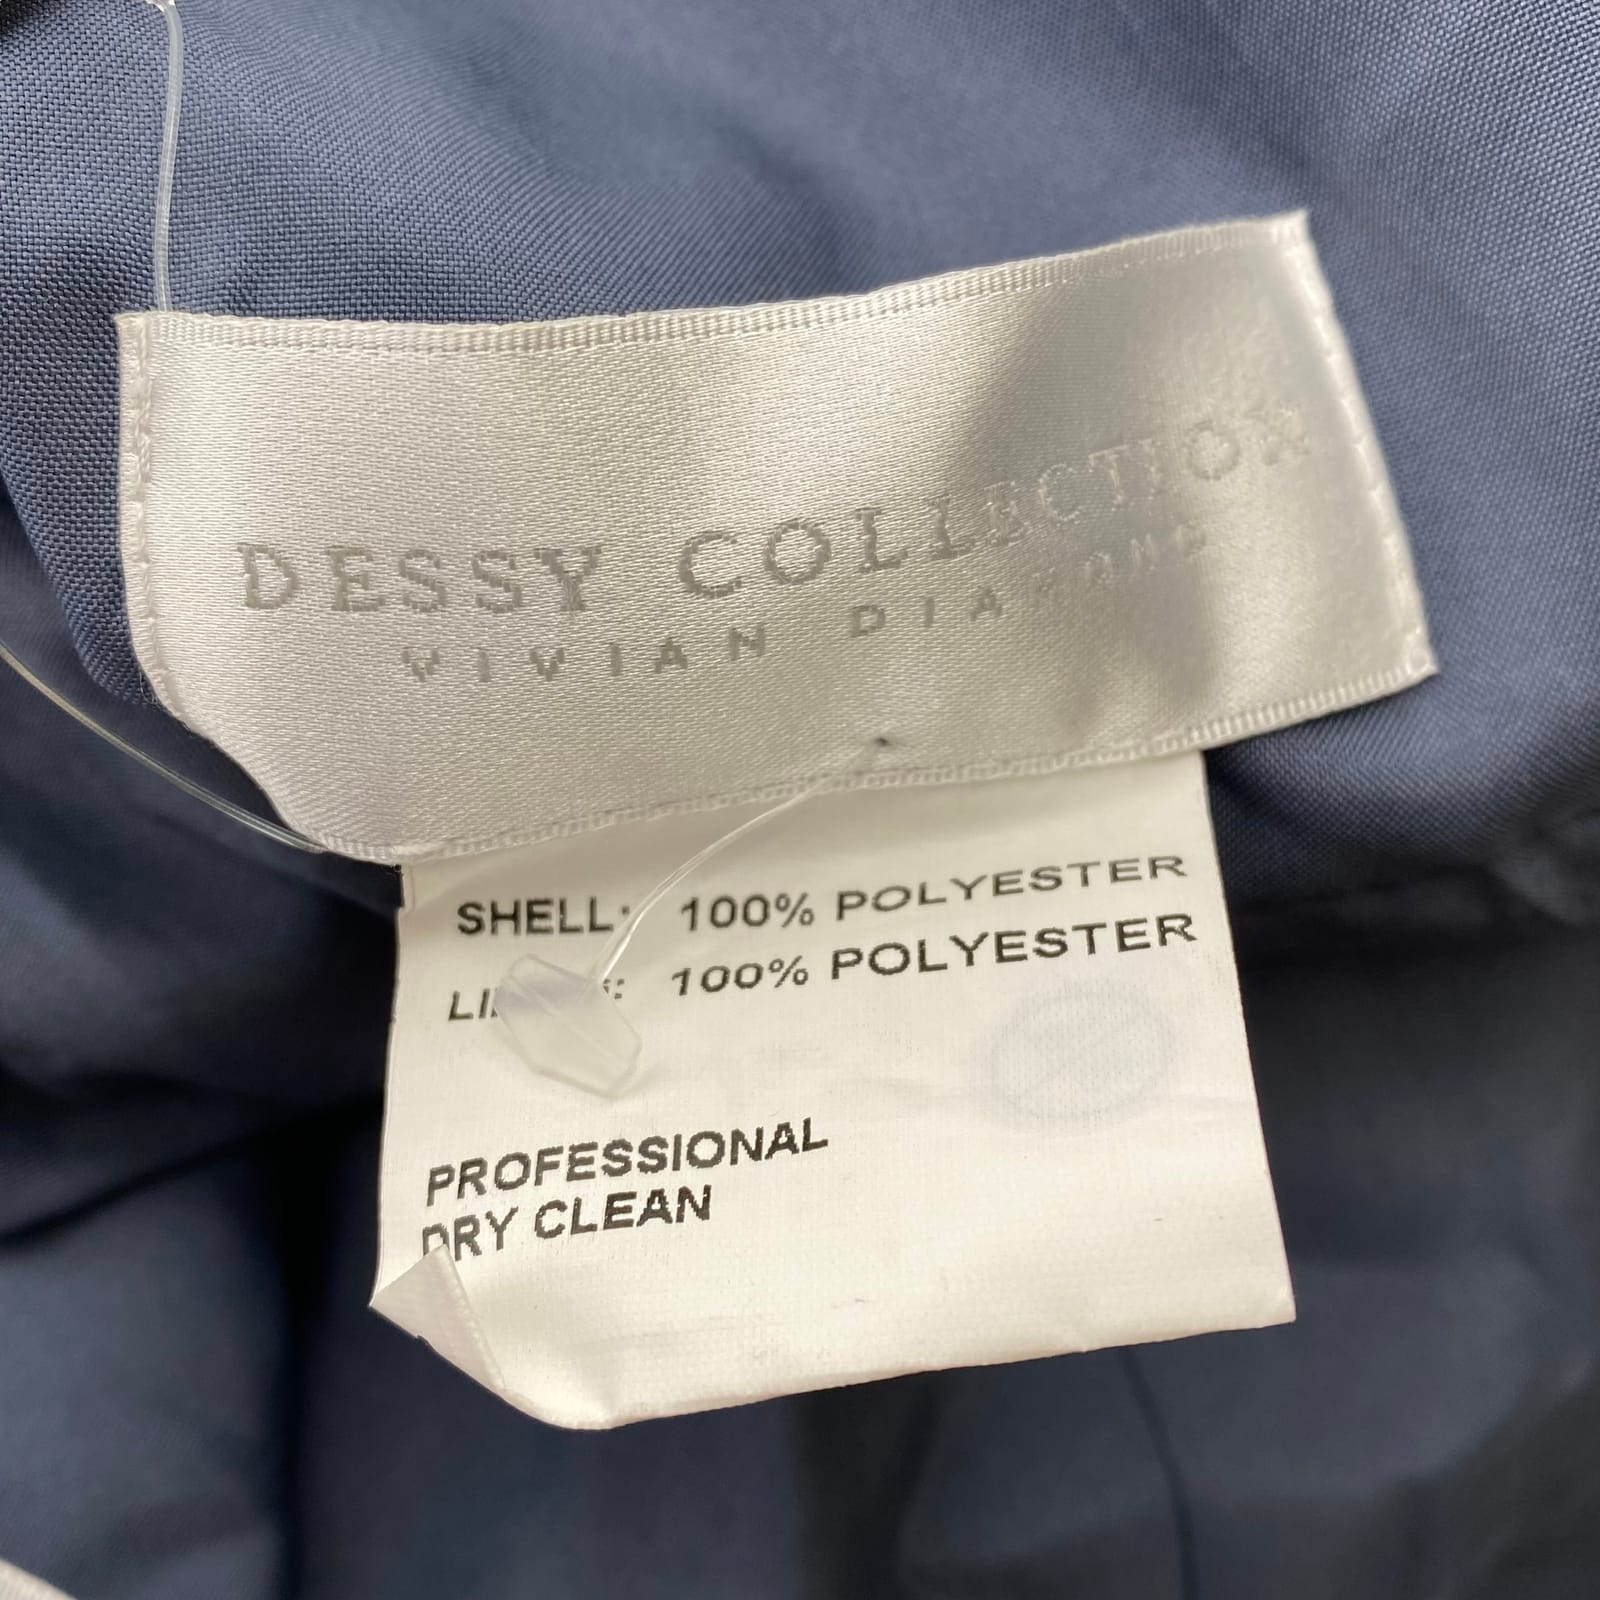 DESSY COLLECTION
VIVIAN DIAMOND
SHELL: 100% POLYESTER
100% POLYESTER
PROFESSIONAL
DRY CLEAN